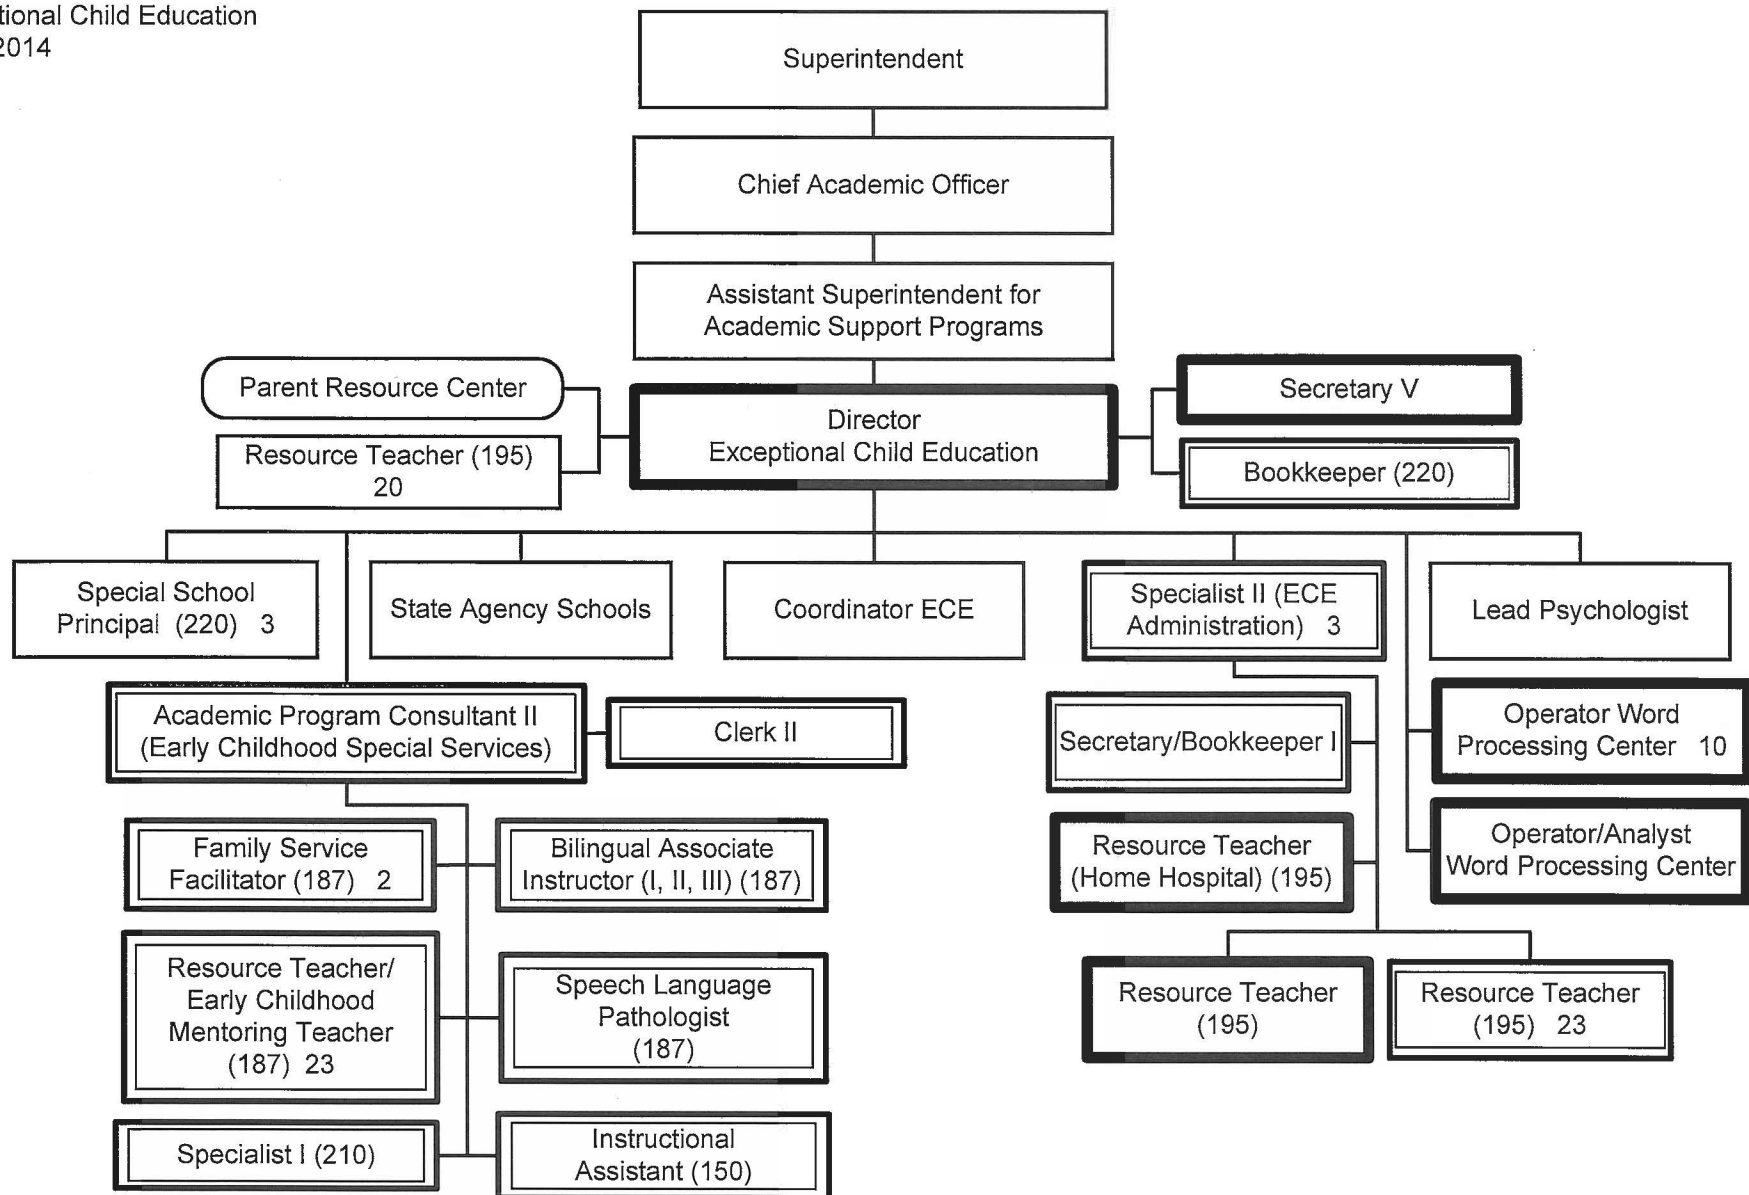 tional Child Education
2014
Superintendent
Chief Academic Officer
Assistant Superintendent for
Academic Support Programs
Parent Resource Center
Resource Teacher (195)
20
Director
Exceptional Child Education
Secretary V
Bookkeeper (220)
Special School
Principal (220) 3
State Agency Schools
Coordinator ECE
Specialist II (ECE
Administration) 3
Lead Psychologist
Academic Program Consultant II
(Early Childhood Special Services)
Clerk II
Secretary/Bookkeeper I
Operator Word
Processing Center 10
Family Service
Facilitator (187) 2
Bilingual Associate
Instructor (I, II, III) (187)
Resource Teacher
(Home Hospital) (195)
Operator/Analyst
Word Processing Center
Resource Teacher/
Early Childhood
Mentoring Teacher
(187) 23
Speech Language
Pathologist
(187)
Resource Teacher
(195)
Resource Teacher
(195) 23
Specialist I (210)
Instructional
Assistant (150)